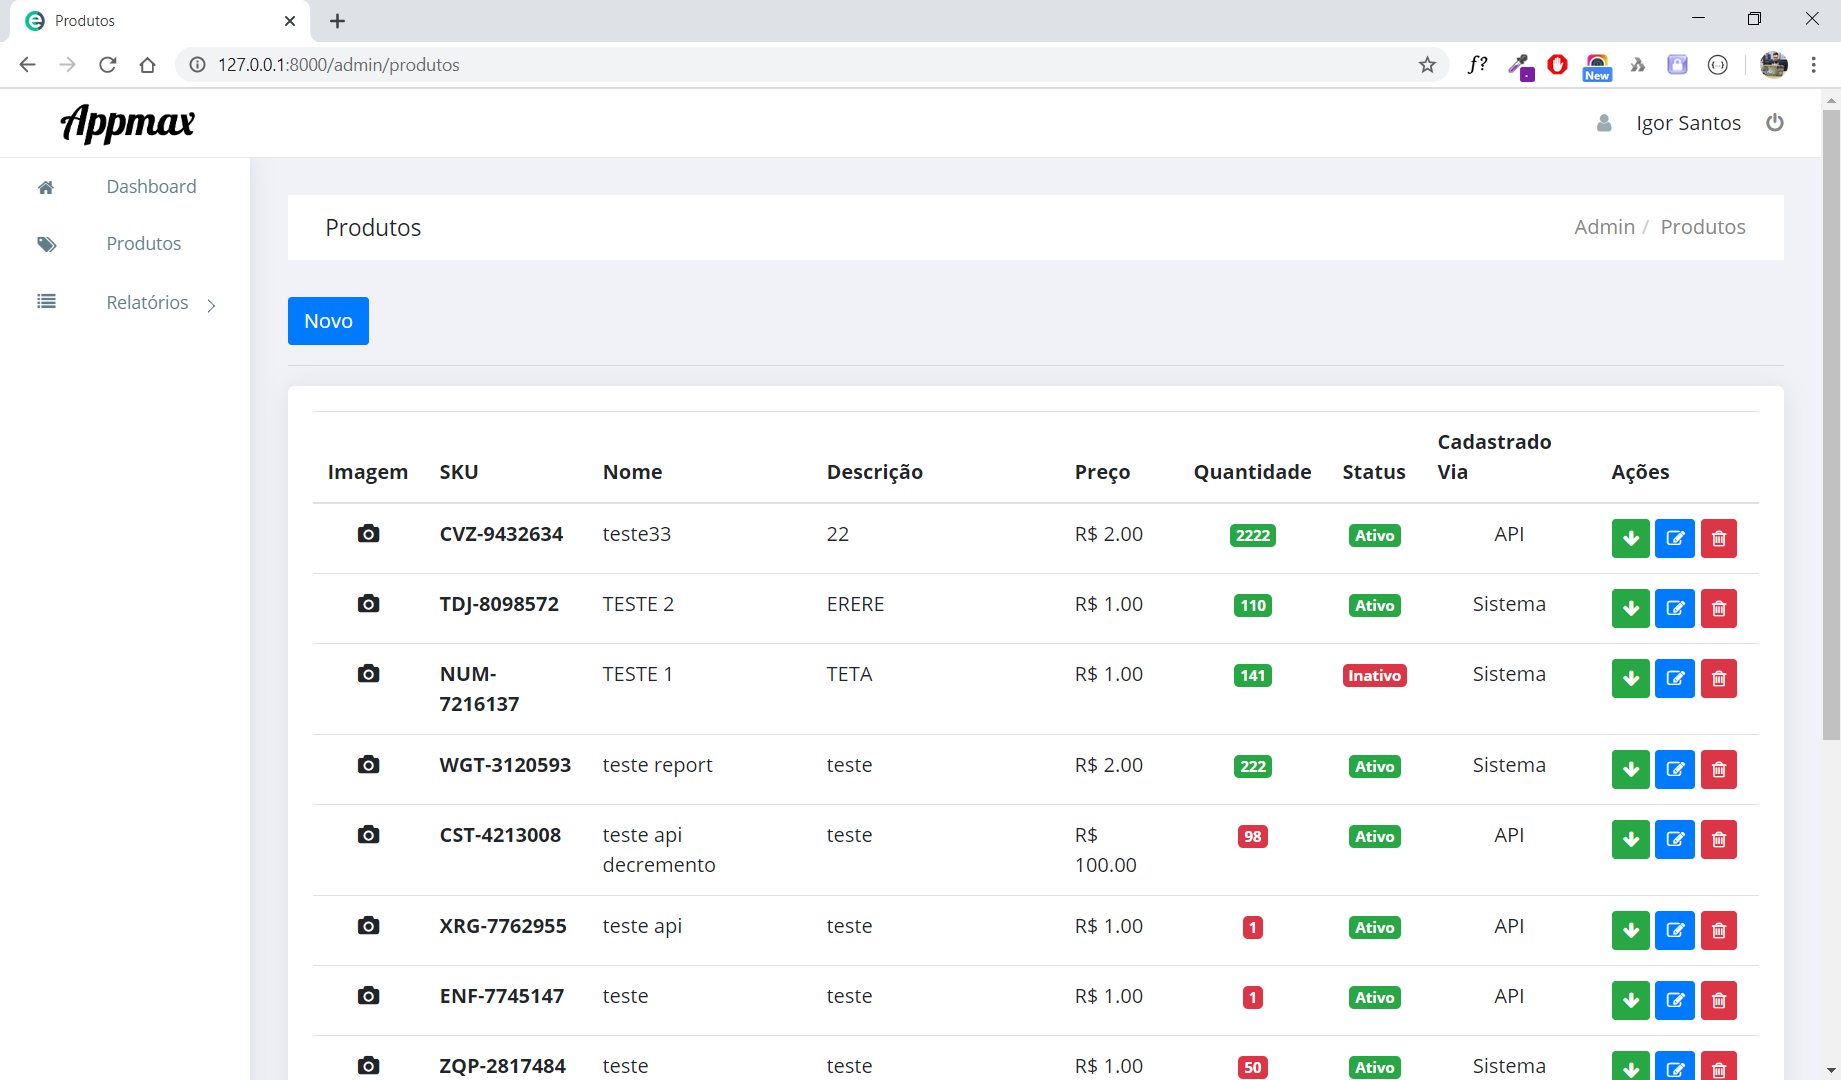 Produtos
127.0.0.1:8000/admin/produtos
f?
New
Appmax
Igor Santos
Dashboard
Produtos
Relatórios
Produtos
Admin / Produtos
Novo
Imagem SKU Nome Descrição Preço Quantidade Status Cadastrado Via Ações
CVZ-9432634 teste33 22 R$ 2.00 2222 Ativo API
TDJ-8098572 TESTE 2 ERERE R$ 1.00 110 Ativo Sistema
NUM-
7216137 TESTE 1 TETA R$ 1.00 141 Inativo Sistema
WGT-3120593 teste report teste R$ 2.00 222 Ativo Sistema
CST-4213008 teste api
decremento teste R$
100.00 98 Ativo API
XRG-7762955 teste api teste R$ 1.00 1 Ativo API
ENF-7745147 teste teste R$ 1.00 1 Ativo API
ZQP-2817484 teste teste R$ 1.00 50 Ativo Sistema